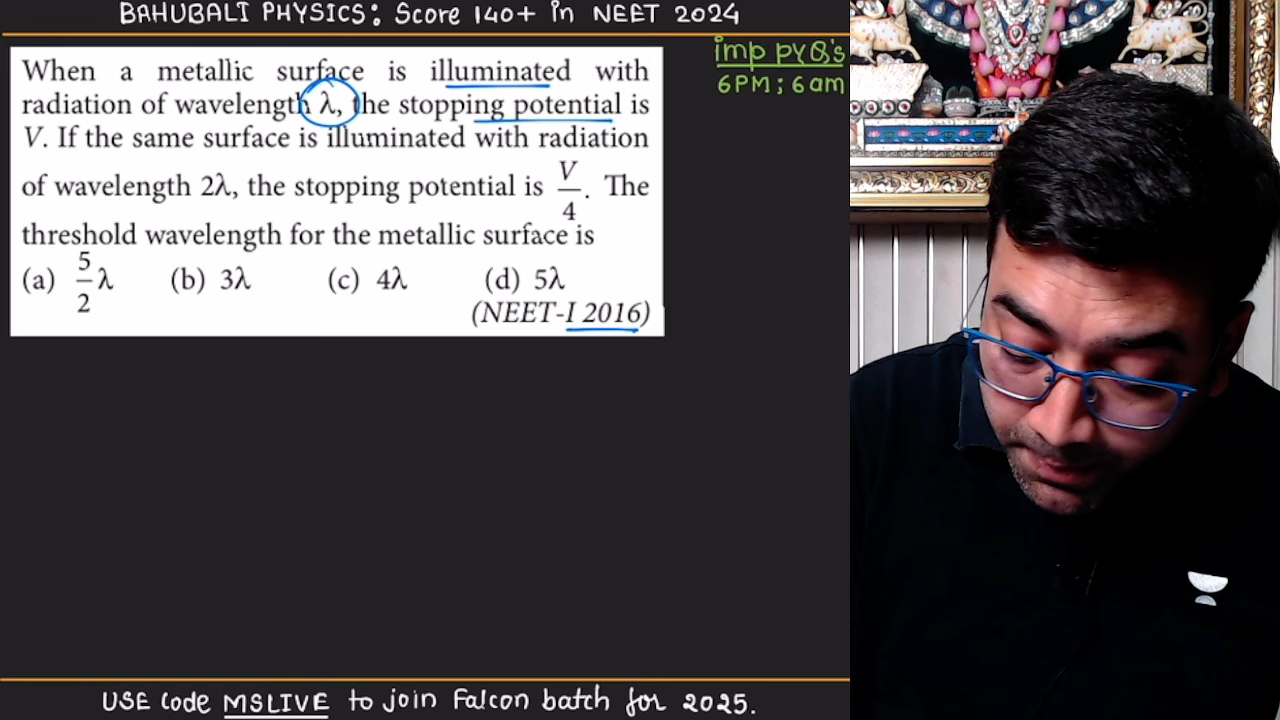 BAHUBALI PHYSICS: Score 140+ in NEET 2024
imp PYQ's
6PM ; 6am
When a metallic surface is illuminated with
radiation of wavelength λ, the stopping potential is
V. If the same surface is illuminated with radiation
of wavelength 2λ, the stopping potential is V/4. The
threshold wavelength for the metallic surface is
(a) 5/2 λ (b) 3λ (c) 4λ (d) 5λ
(NEET-I 2016)
USE Code MSLIVE to join Falcon batch for 2025.